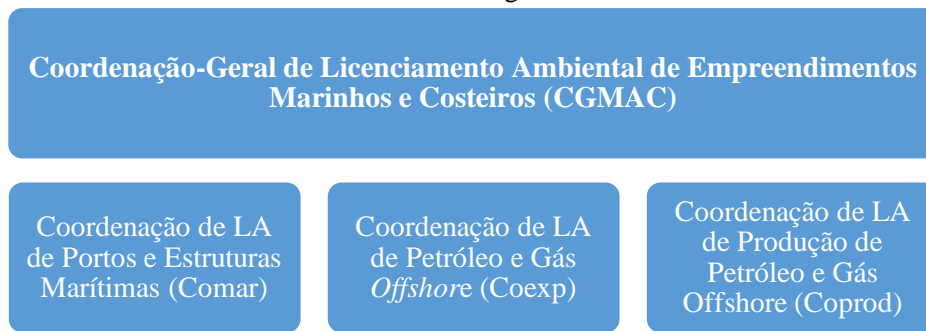 Coordenação-Geral de Licenciamento Ambiental de Empreendimentos
Marinhos e Costeiros (CGMAC)
Coordenação de LA
de Portos e Estruturas
Marítimas (Comar)
Coordenação de LA
de Petróleo e Gás
Offshore (Coexp)
Coordenação de LA
de Produção de
Petróleo e Gás
Offshore (Coprod)